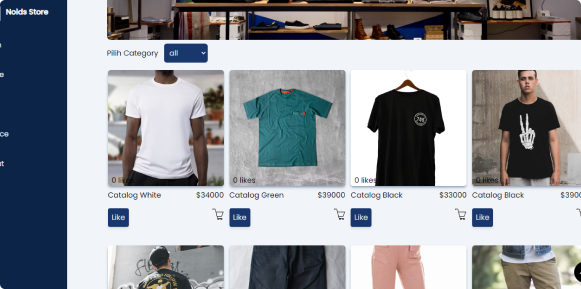 Nolds Store
e
ce
t
Pilih Category
all
0 likes
0 likes
0 likes
0 likes
Catalog White $34000
Catalog Green $39000
Catalog Black $33000
Catalog Black $3900
Like
Like
Like
Like